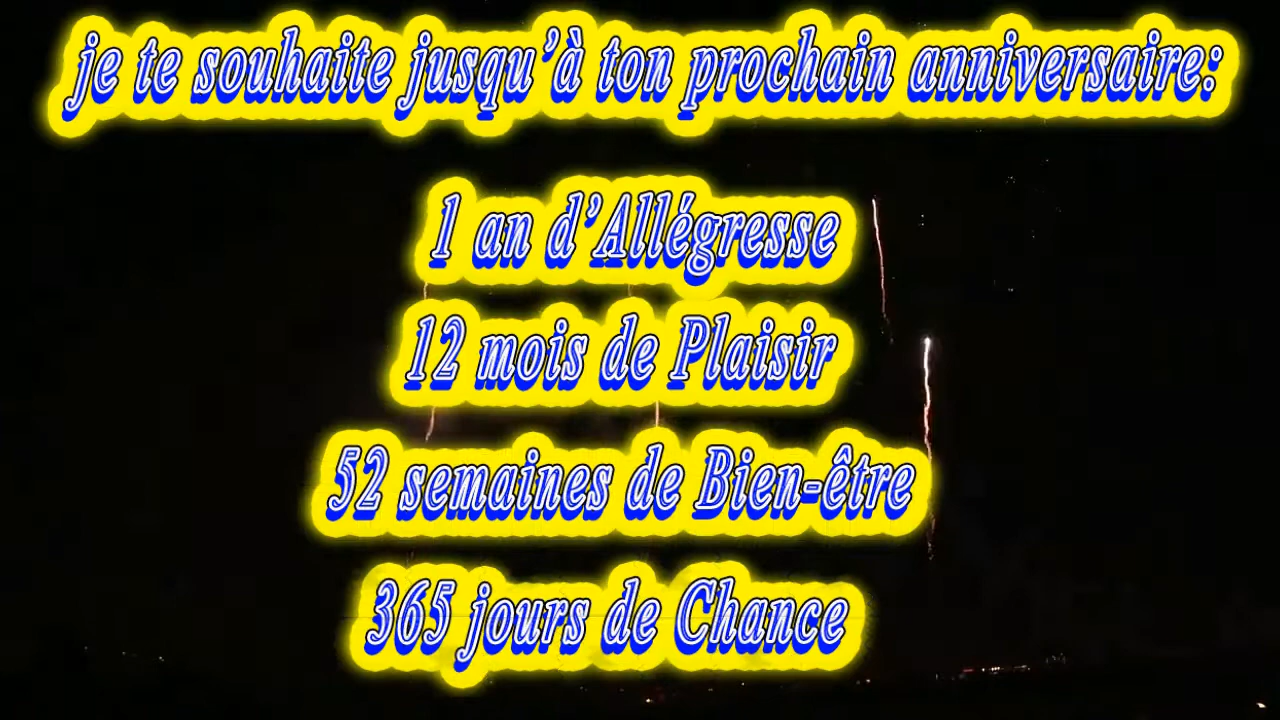 je te souhaite jusqu'à ton prochain anniversaire:
1 an d'Allégresse
12 mois de Plaisir
52 semaines de Bien-être
365 jours de Chance